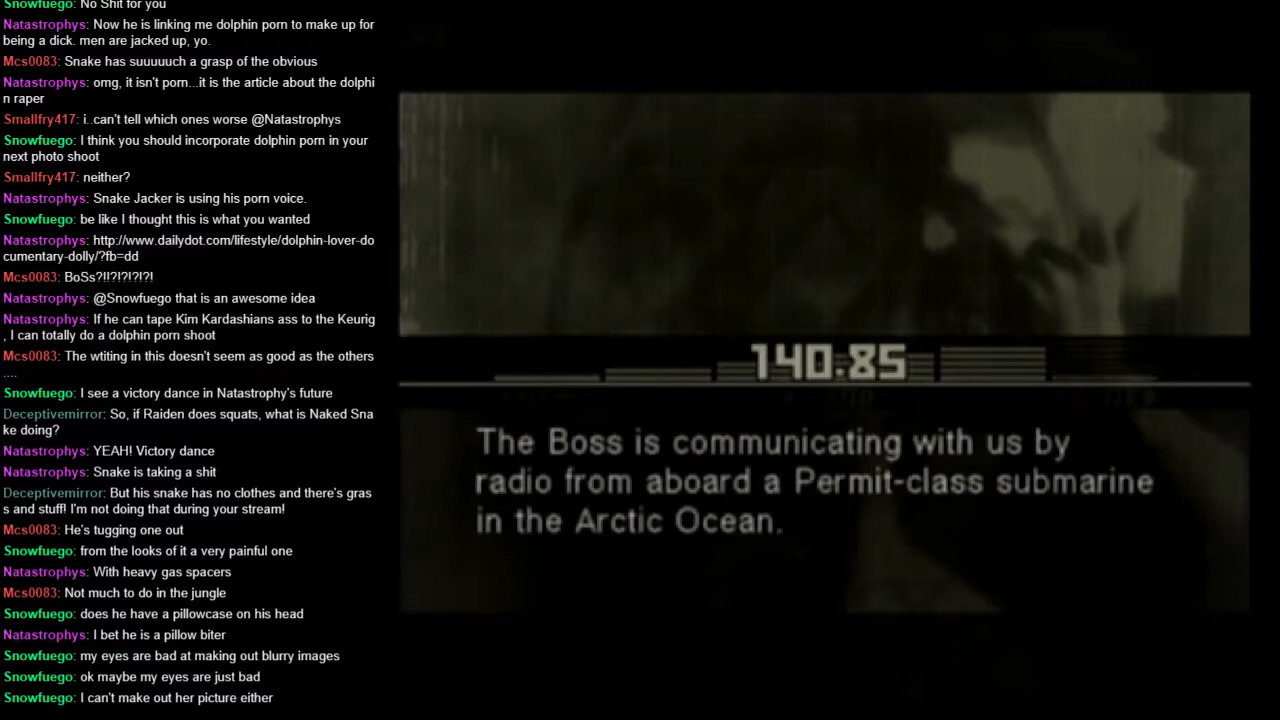 Snowfuego: No Shit for you
Natastrophys: Now he is linking me dolphin porn to make up for
being a dick. men are jacked up, yo.
Mcs0083: Snake has suuuuuch a grasp of the obvious
Natastrophys: omg, it isn't porn...it is the article about the dolphi
n raper
Smallfry417: i..can't tell which ones worse @Natastrophys
Snowfuego: I think you should incorporate dolphin porn in your
next photo shoot
Smallfry417: neither?
Natastrophys: Snake Jacker is using his porn voice.
Snowfuego: be like I thought this is what you wanted
Natastrophys: http://www.dailydot.com/lifestyle/dolphin-lover-do
cumentary-dolly/?fb=dd
Mcs0083: BoSs?!!?!?!?!?!
Natastrophys: @Snowfuego that is an awesome idea
Natastrophys: If he can tape Kim Kardashians ass to the Keurig
, I can totally do a dolphin porn shoot
Mcs0083: The wtiting in this doesn't seem as good as the others
....
Snowfuego: I see a victory dance in Natastrophy's future
Deceptivemirror: So, if Raiden does squats, what is Naked Sna
ke doing?
Natastrophys: YEAH! Victory dance
Natastrophys: Snake is taking a shit
Deceptivemirror: But his snake has no clothes and there's gras
s and stuff! I'm not doing that during your stream!
Mcs0083: He's tugging one out
Snowfuego: from the looks of it a very painful one
Natastrophys: With heavy gas spacers
Mcs0083: Not much to do in the jungle
Snowfuego: does he have a pillowcase on his head
Natastrophys: I bet he is a pillow biter
Snowfuego: my eyes are bad at making out blurry images
Snowfuego: ok maybe my eyes are just bad
Snowfuego: I can't make out her picture either
140.85
The Boss is communicating with us by
radio from aboard a Permit-class submarine
in the Arctic Ocean.